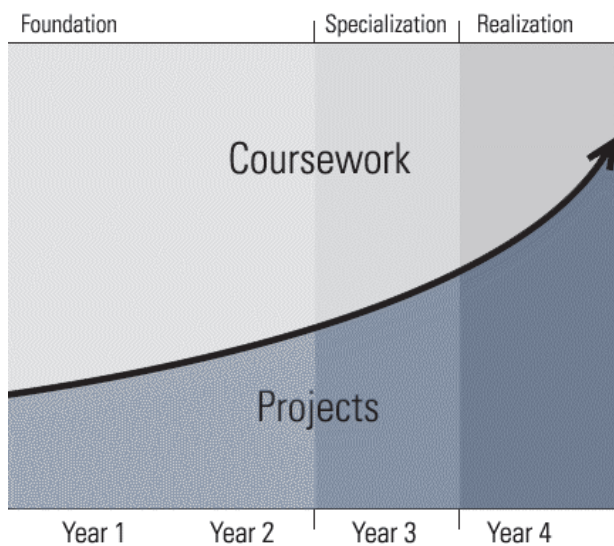 Foundation Specialization Realization
Coursework
Projects
Year 1 Year 2 Year 3 Year 4